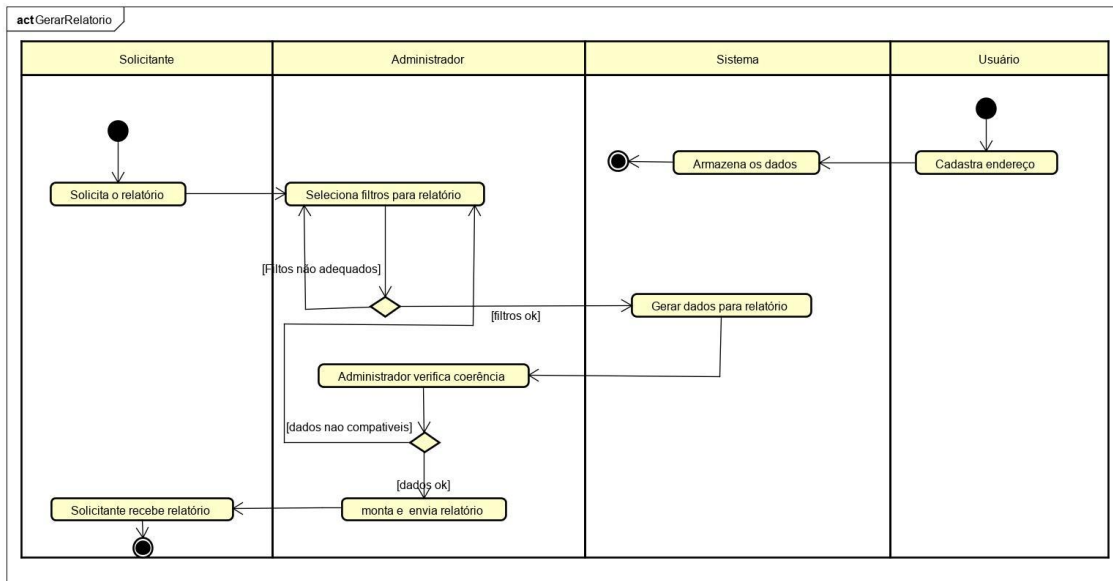 act GerarRelatorio
Solicitante
Administrador
Sistema
Usuário
Armazena os dados
Cadastra endereço
Solicita o relatório
Seleciona filtros para relatório
[Filtos não adequados]
Gerar dados para relatório
[filtros ok]
Administrador verifica coerência
[dados nao compativeis]
[dados ok]
Solicitante recebe relatório
monta e envia relatório